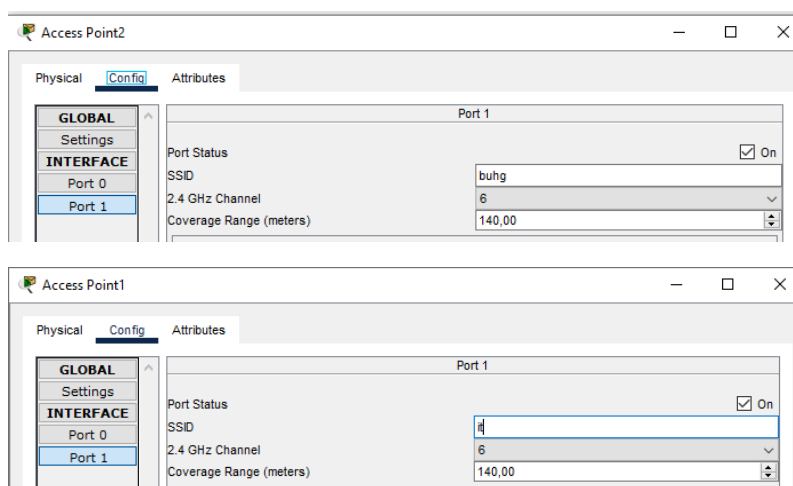 Access Point2
Physical Config Attributes
GLOBAL
Settings
INTERFACE
Port 0
Port 1
Port 1
Port Status On
SSID buhg
2.4 GHz Channel 6
Coverage Range (meters) 140,00
Access Point1
Physical Config Attributes
GLOBAL
Settings
INTERFACE
Port 0
Port 1
Port 1
Port Status On
SSID it
2.4 GHz Channel 6
Coverage Range (meters) 140,00